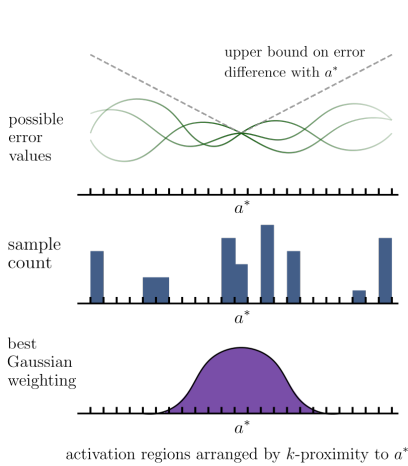 upper bound on error
difference with a*
possible
error
values
a*
sample
count
a*
best
Gaussian
weighting
a*
activation regions arranged by k-proximity to a*